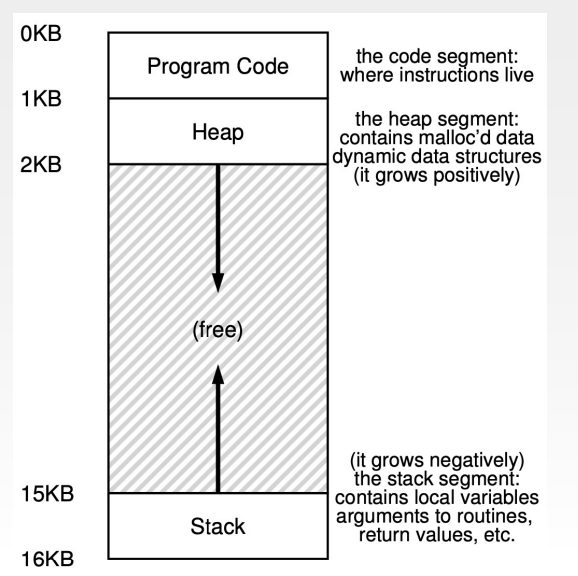 0KB
Program Code
the code segment:
where instructions live
1KB
Heap
the heap segment:
contains malloc'd data
dynamic data structures
(it grows positively)
2KB
(free)
(it grows negatively)
the stack segment:
contains local variables
arguments to routines,
return values, etc.
15KB
Stack
16KB